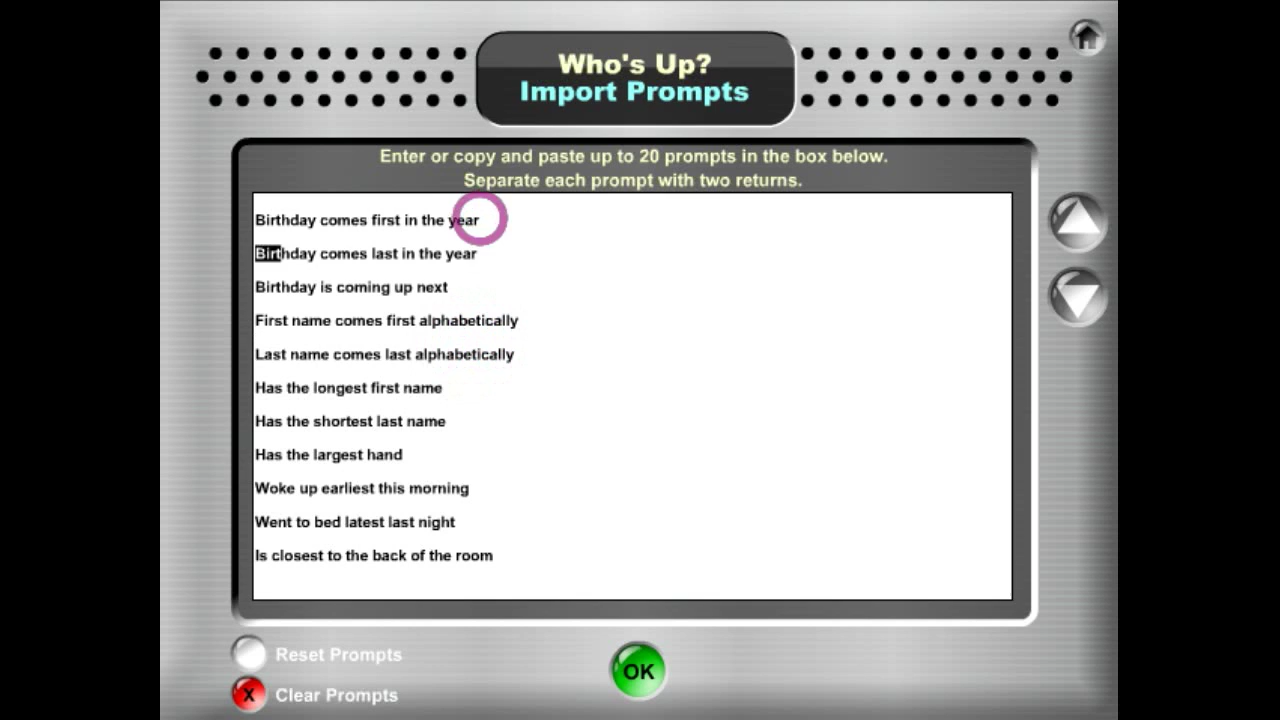 Who's Up?
Import Prompts
Enter or copy and paste up to 20 prompts in the box below.
Separate each prompt with two returns.
Birthday comes first in the year
Birthday comes last in the year
Birthday is coming up next
First name comes first alphabetically
Last name comes last alphabetically
Has the longest first name
Has the shortest last name
Has the largest hand
Woke up earliest this morning
Went to bed latest last night
Is closest to the back of the room
Reset Prompts
OK
X Clear Prompts